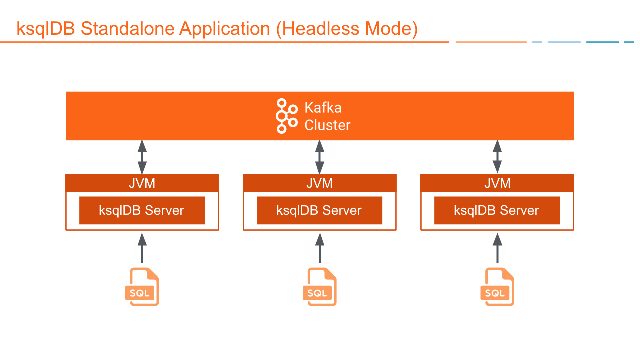 ksqlDB Standalone Application (Headless Mode)
Kafka
Cluster
JVM
JVM
JVM
ksqlDB Server
ksqlDB Server
ksqlDB Server
SQL
SQL
SQL